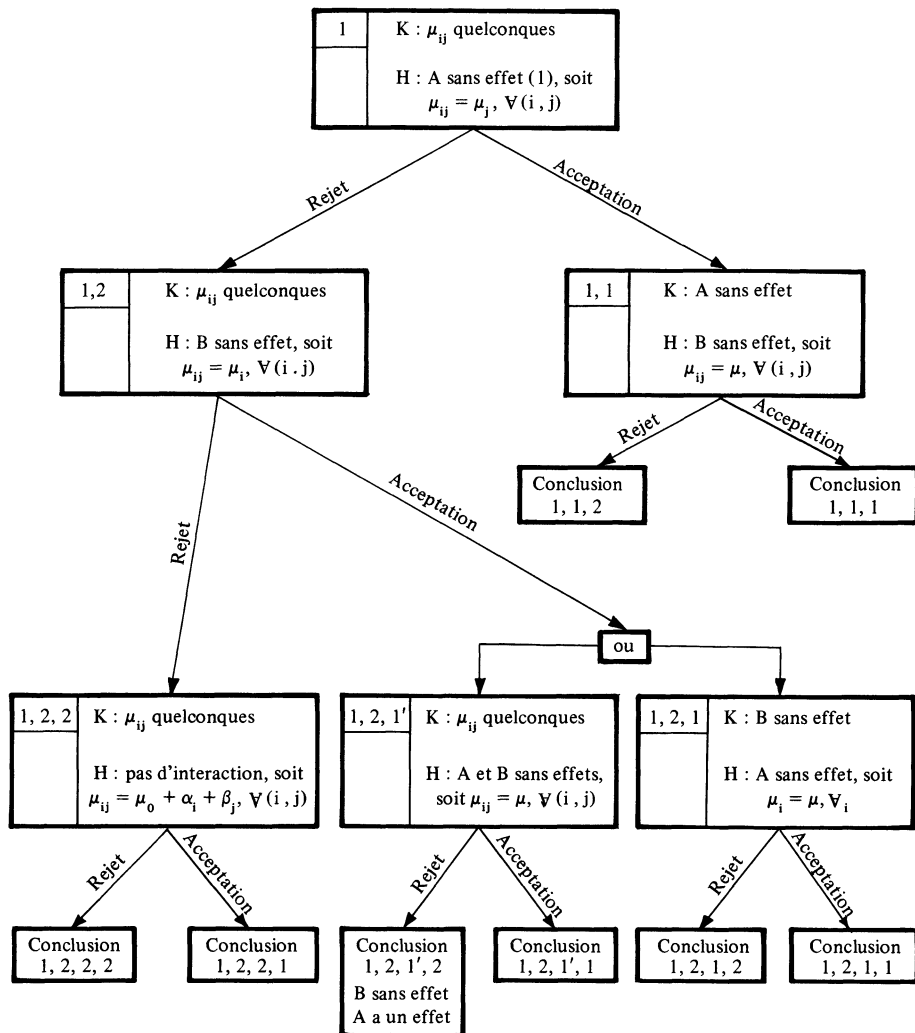 1
K : μij quelconques
H : A sans effet (1), soit
μij = μj, ∀ (i , j)
Rejet
Acceptation
1,2
K : μij quelconques
H : B sans effet, soit
μij = μi, ∀ (i . j)
1, 1
K : A sans effet
H : B sans effet, soit
μij = μ, ∀ (i , j)
Rejet
Acceptation
Conclusion
1, 1, 2
Conclusion
1, 1, 1
Rejet
Acceptation
ou
1, 2, 2
K : μij quelconques
H : pas d'interaction, soit
μij = μ0 + αi + βj, ∀ (i , j)
1, 2, 1′
K : μij quelconques
H : A et B sans effets,
soit μij = μ, ∀ (i , j)
1, 2, 1
K : B sans effet
H : A sans effet, soit
μi = μ, ∀i
Rejet
Acceptation
Rejet
Acceptation
Rejet
Acceptation
Conclusion
1, 2, 2, 2
Conclusion
1, 2, 2, 1
Conclusion
1, 2, 1′, 2
B sans effet
A a un effet
Conclusion
1, 2, 1′, 1
Conclusion
1, 2, 1, 2
Conclusion
1, 2, 1, 1